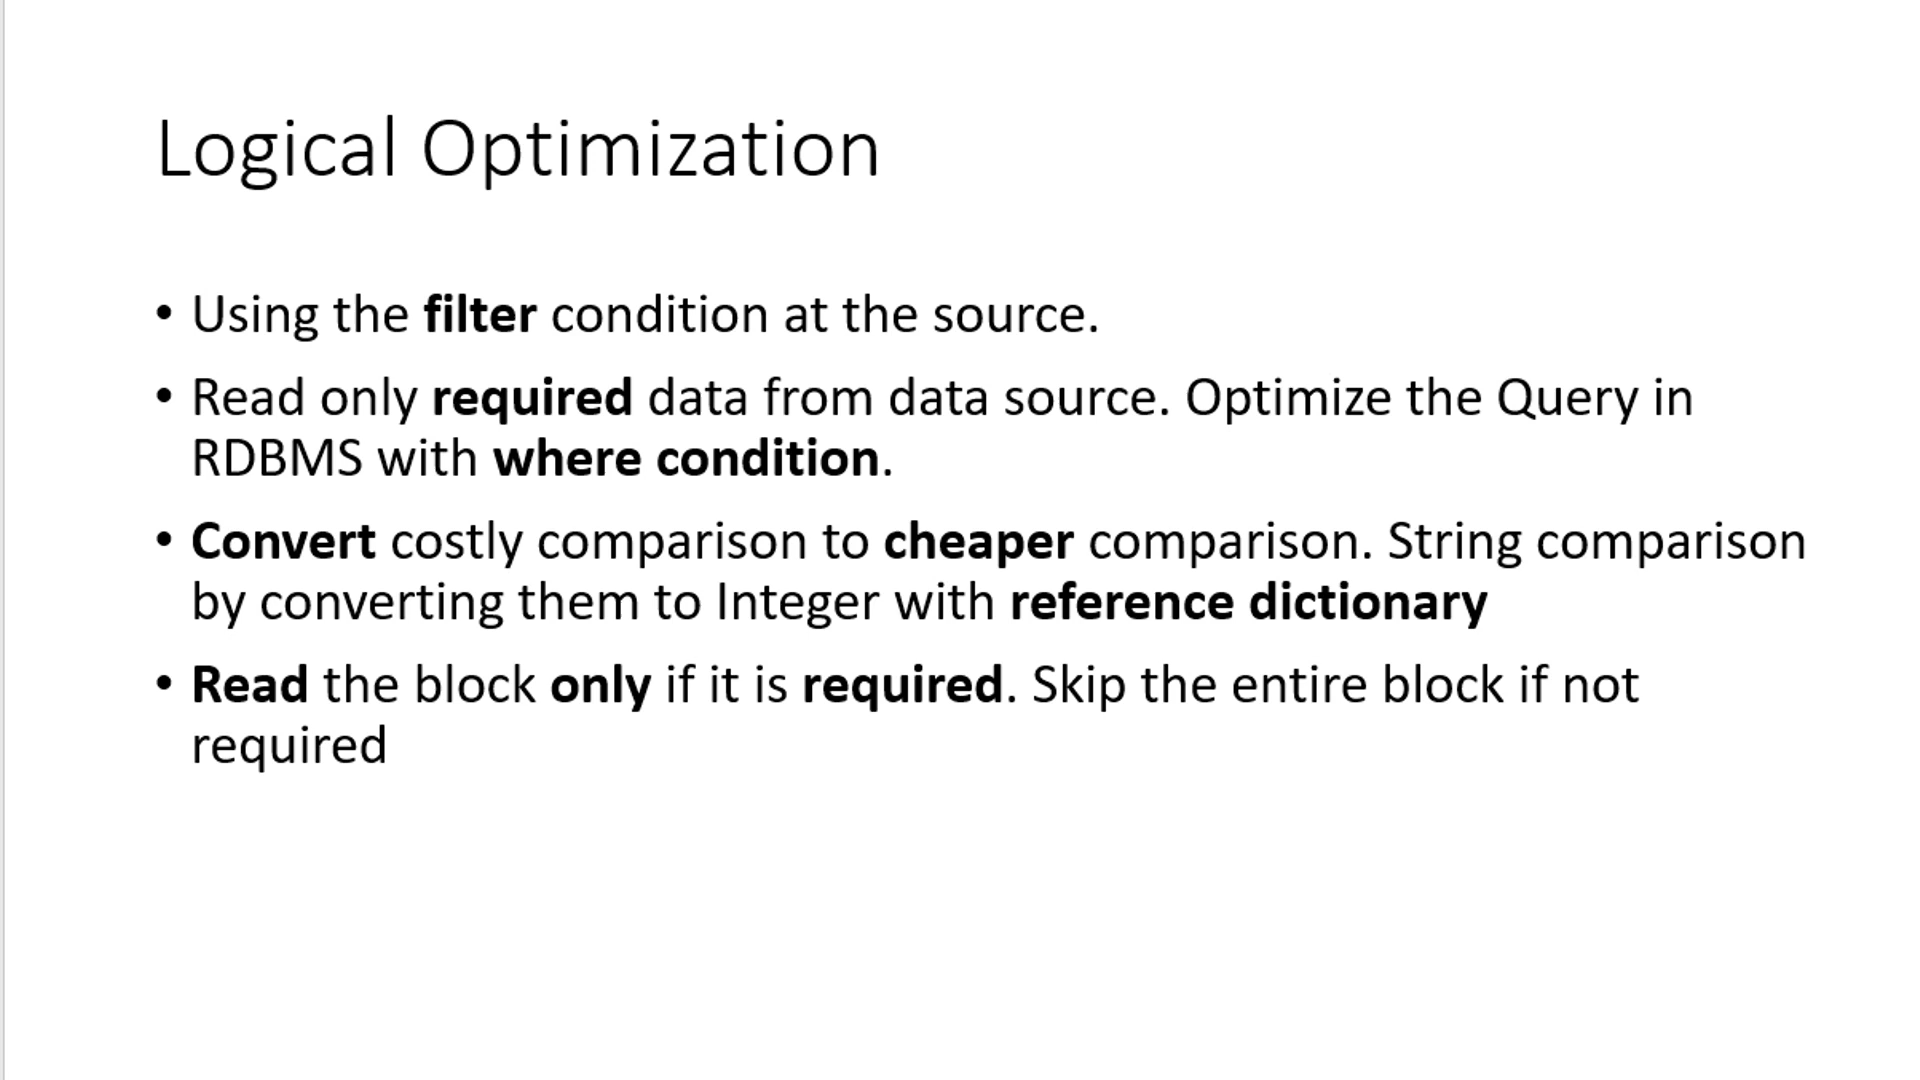 Logical Optimization
• Using the filter condition at the source.
• Read only required data from data source. Optimize the Query in
RDBMS with where condition.
• Convert costly comparison to cheaper comparison. String comparison
by converting them to Integer with reference dictionary
• Read the block only if it is required. Skip the entire block if not
required